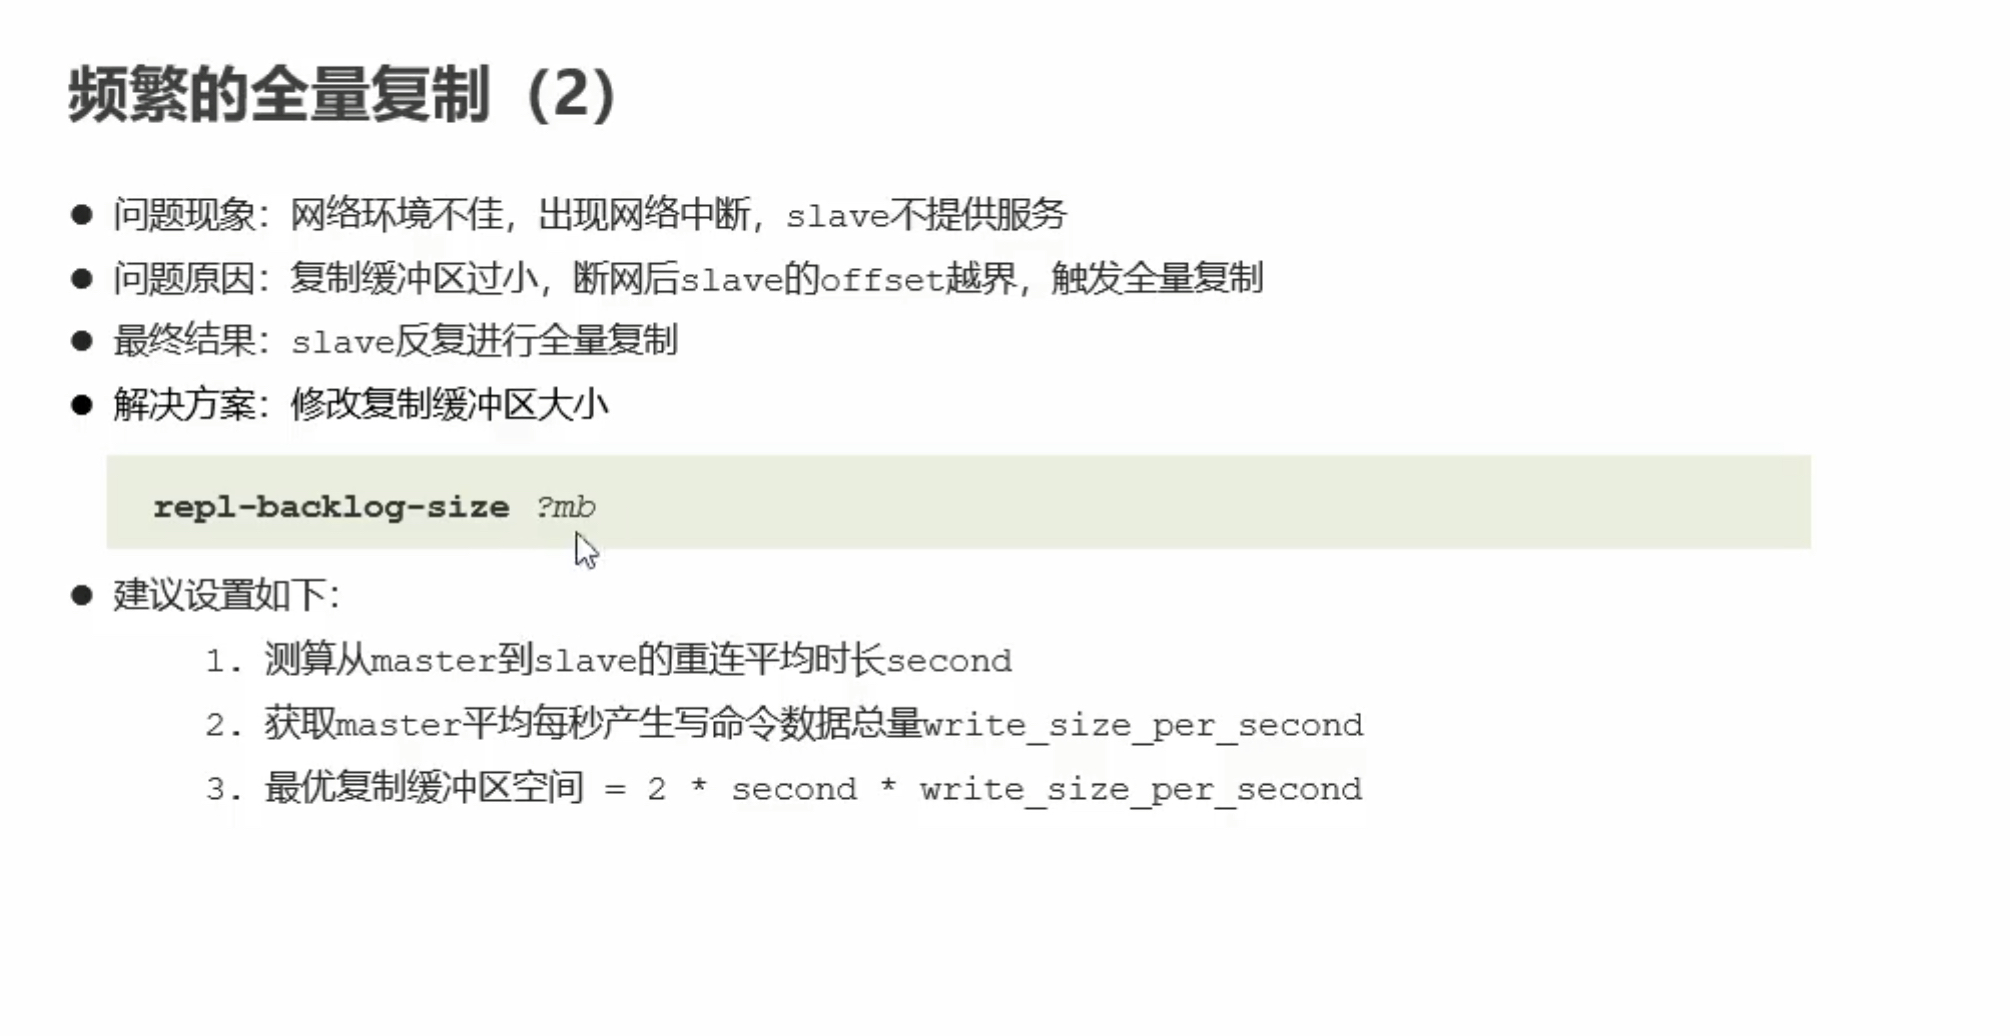 频繁的全量复制（2）
● 问题现象：网络环境不佳，出现网络中断，slave不提供服务
● 问题原因：复制缓冲区过小，断网后slave的offset越界，触发全量复制
● 最终结果：slave反复进行全量复制
● 解决方案：修改复制缓冲区大小
repl-backlog-size ?mb
● 建议设置如下：
1. 测算从master到slave的重连平均时长second
2. 获取master平均每秒产生写命令数据总量write_size_per_second
3. 最优复制缓冲区空间 = 2 * second * write_size_per_second